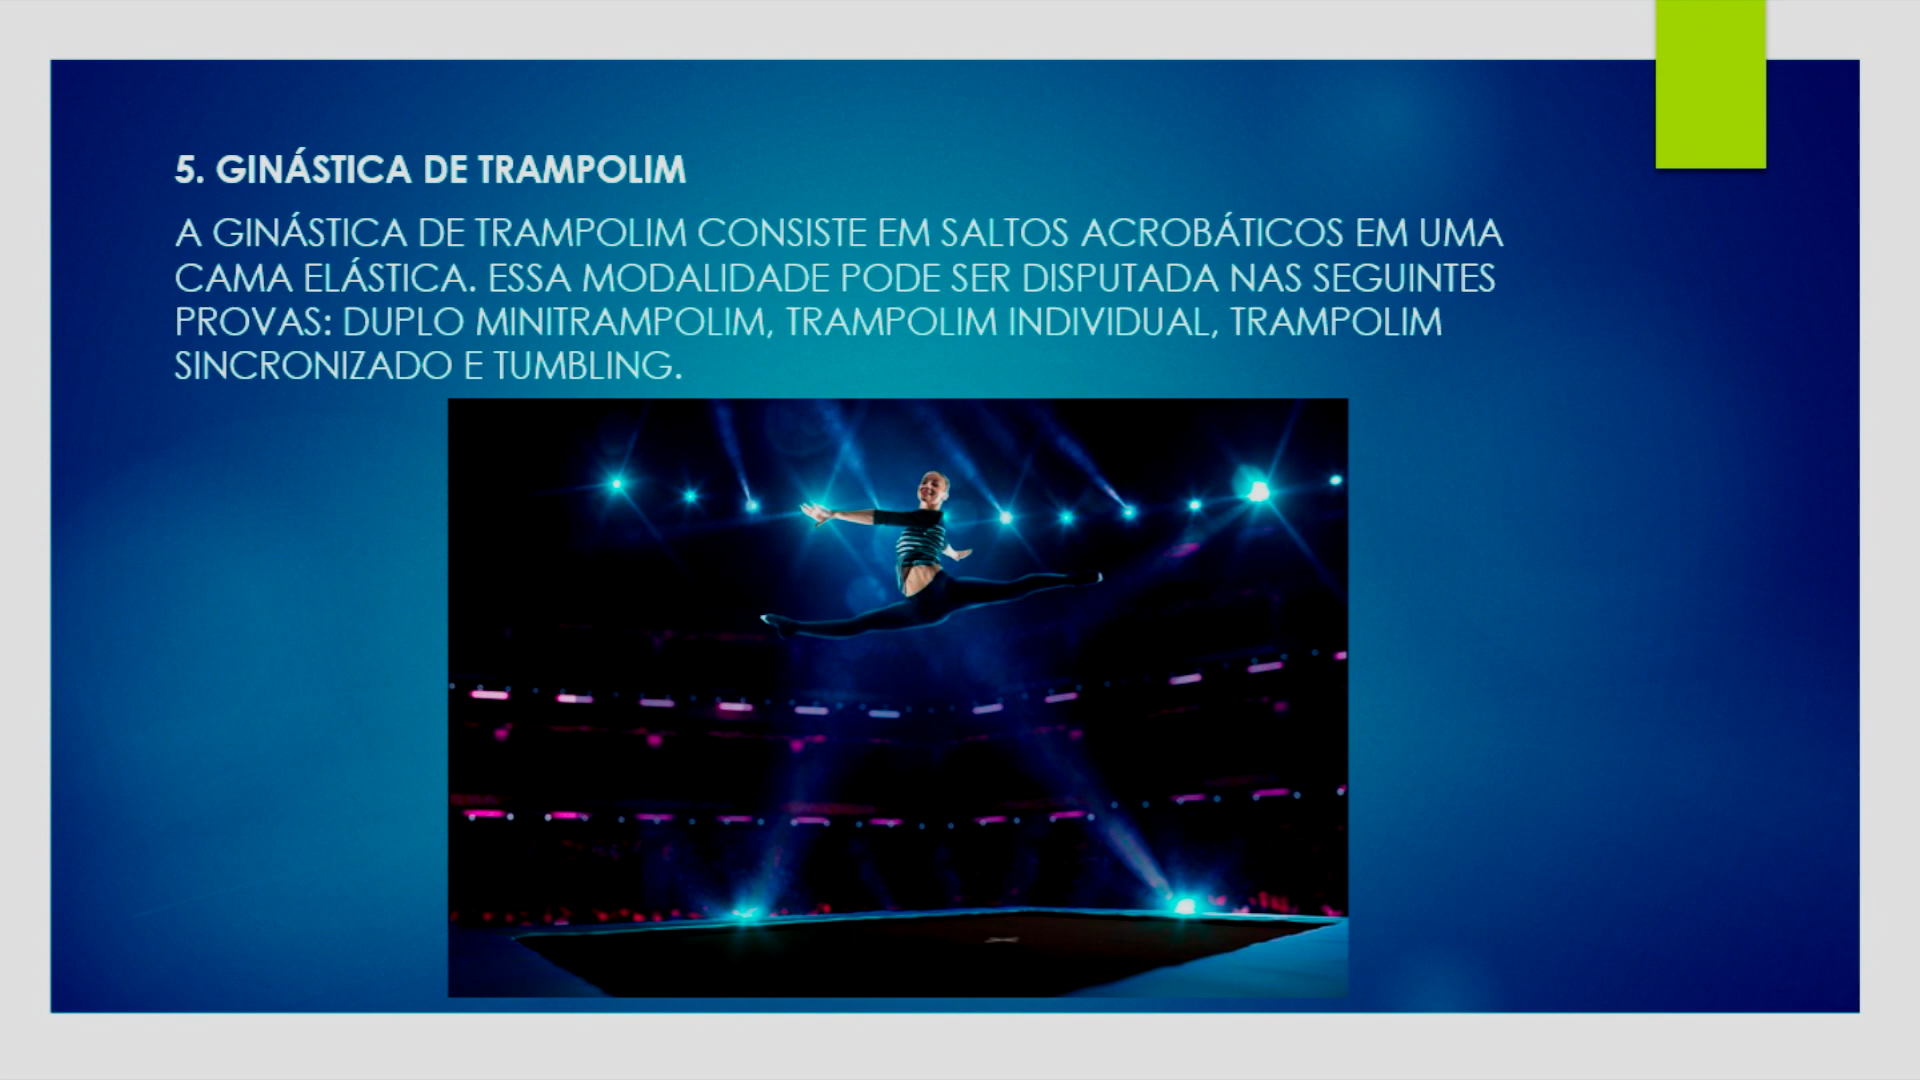 5. GINÁSTICA DE TRAMPOLIM
A GINÁSTICA DE TRAMPOLIM CONSISTE EM SALTOS ACROBÁTICOS EM UMA
CAMA ELÁSTICA. ESSA MODALIDADE PODE SER DISPUTADA NAS SEGUINTES
PROVAS: DUPLO MINITRAMPOLIM, TRAMPOLIM INDIVIDUAL, TRAMPOLIM
SINCRONIZADO E TUMBLING.